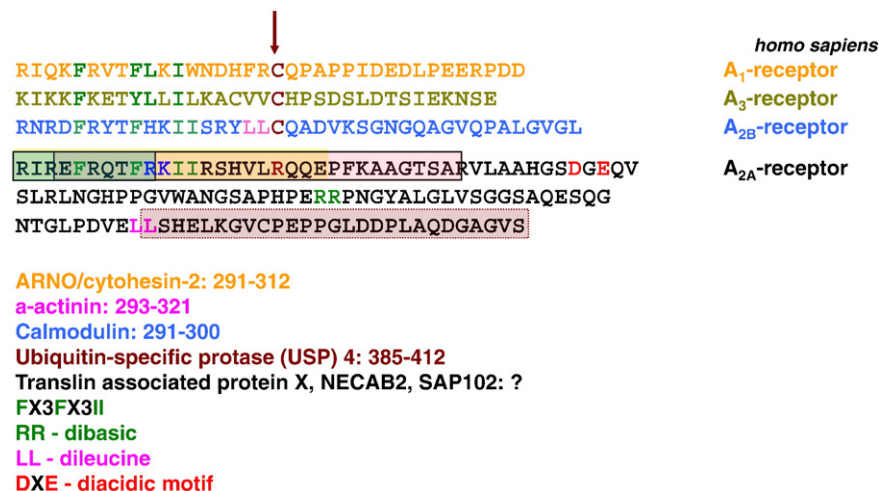 homo sapiens
RIQKFRVTFLKIWNDHFRCQPAPPIDEDLPEERPDD A1-receptor
KIKKFKETYLLILKACVVCHPSDSLDTSIEKNSE A3-receptor
RNRDFRYTFHKIISRYLLCQADVKSGNGQAGVQPALGVGL A2B-receptor
RIREFRQTFRKIIRSHVLRQQEPFKAAGTSARVLAAHGSDGEQV A2A-receptor
SLRLNGHPPGVWANGSAPHPERRPNGYALGLVSGGSAQESQG
NTGLPDVELLSHELKGVCPEPPGLDDPLAQDGAGVS
ARNO/cytohesin-2: 291-312
a-actinin: 293-321
Calmodulin: 291-300
Ubiquitin-specific protase (USP) 4: 385-412
Translin associated protein X, NECAB2, SAP102: ?
FX3FX3II
RR - dibasic
LL - dileucine
DXE - diacidic motif